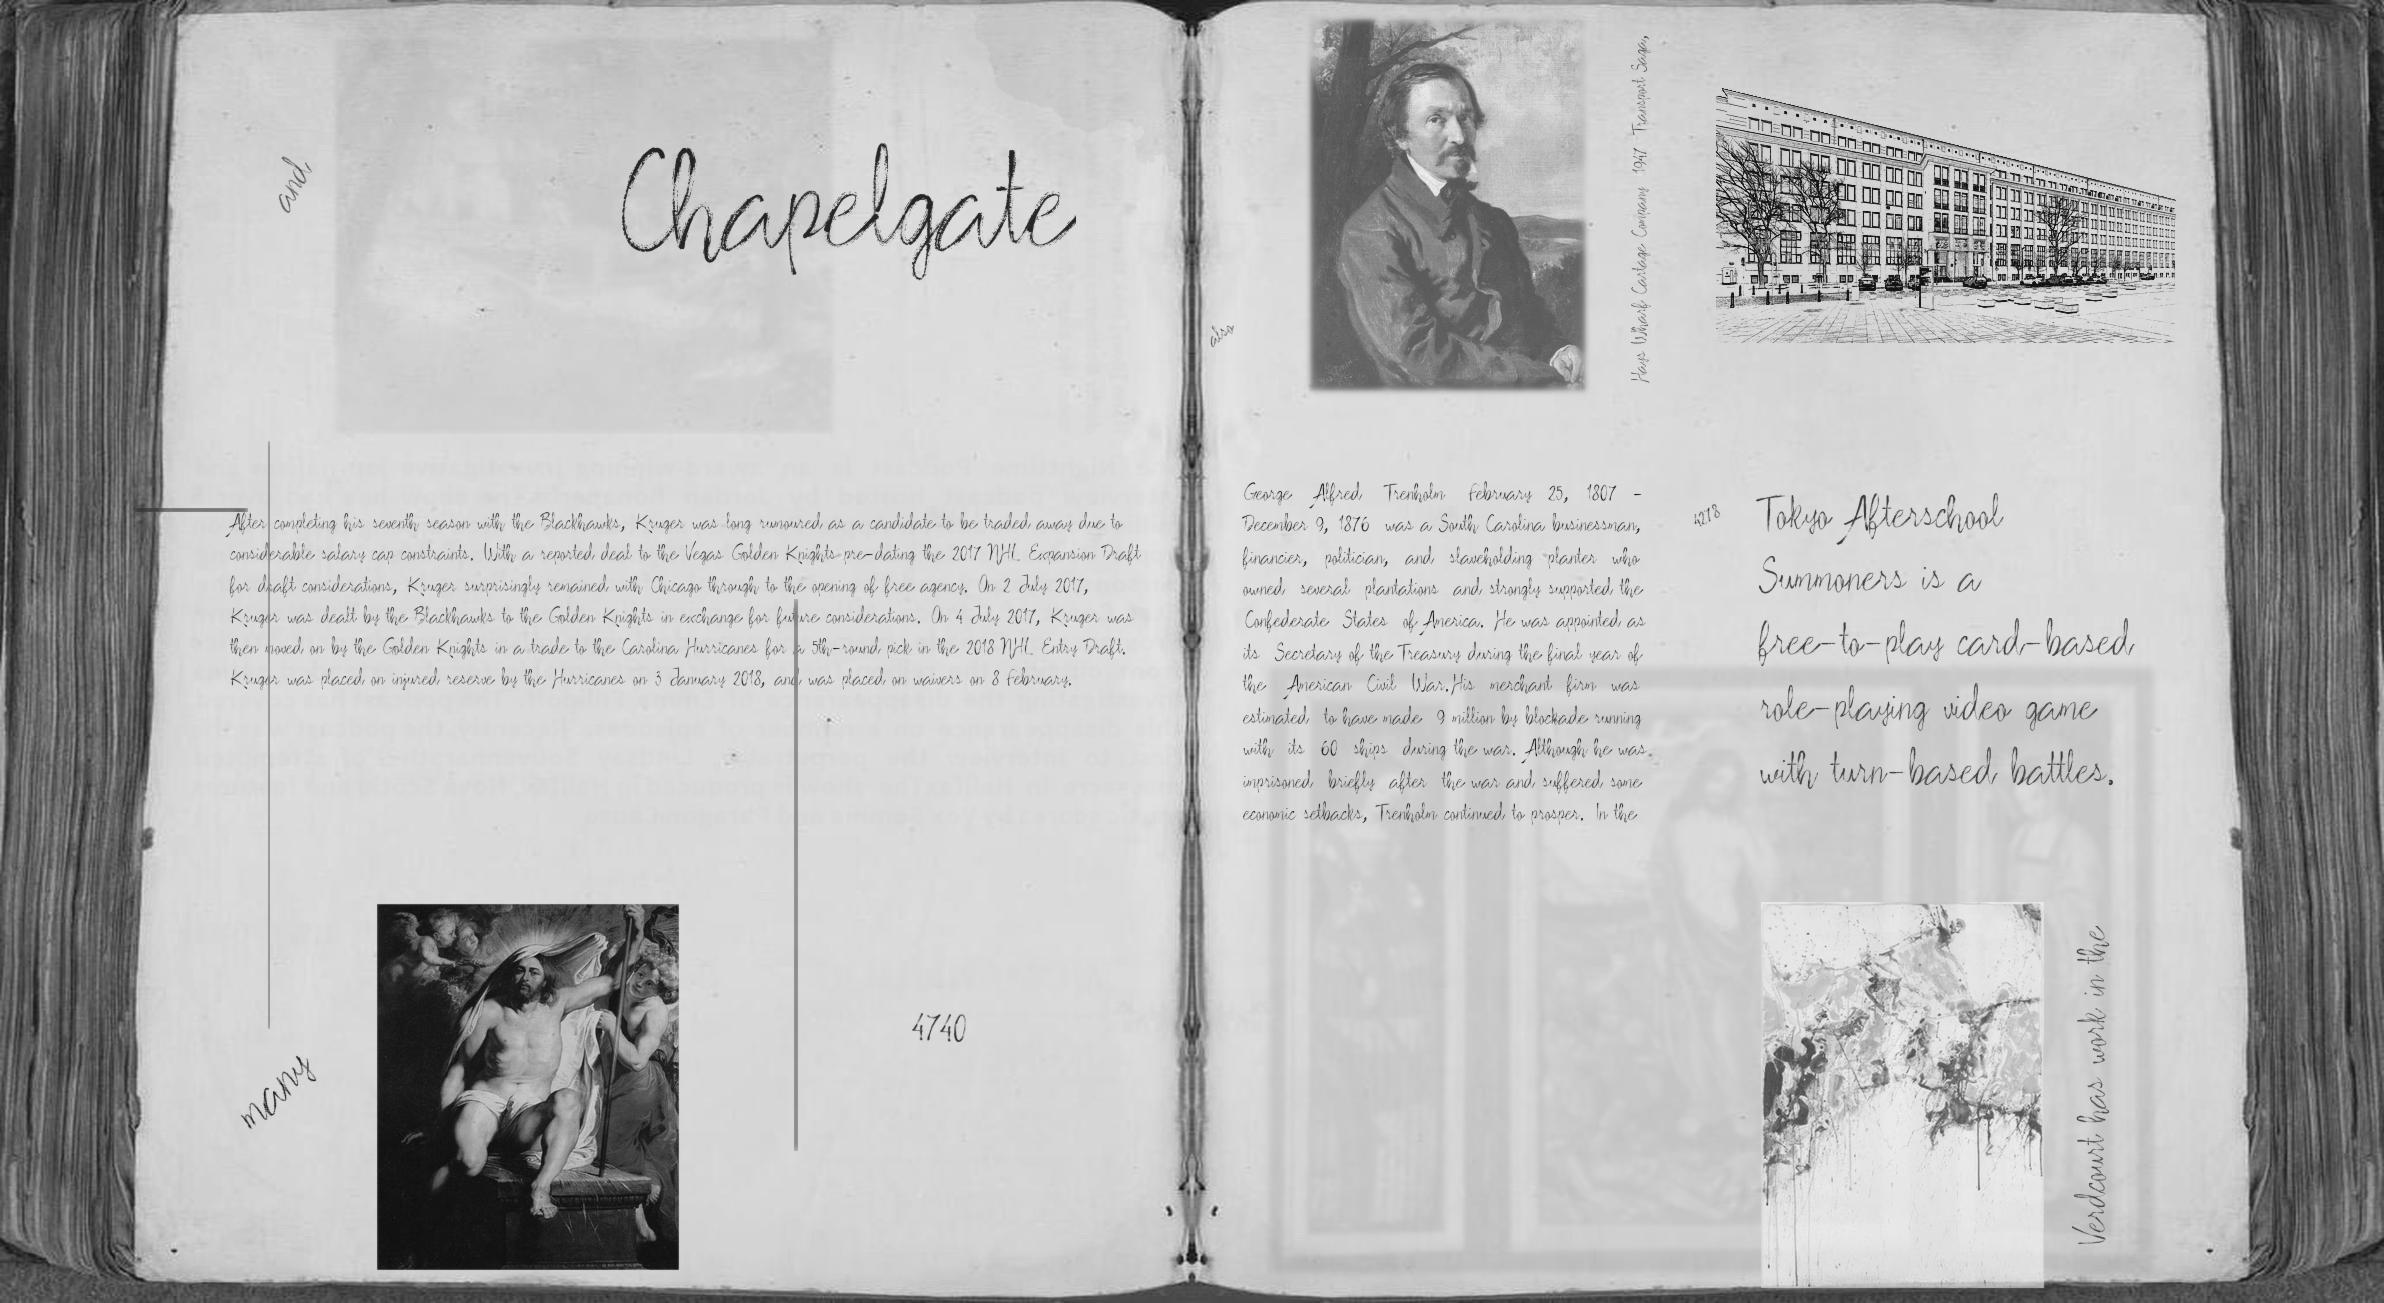 and
Chapelgate
After completing his seventh season with the Blackhawks, Kruger was long rumoured as a candidate to be traded away due to
considerable salary cap constraints. With a reported deal to the Vegas Golden Knights pre-dating the 2017 NHL Expansion Draft
for draft considerations, Kruger surprisingly remained with Chicago through to the opening of free agency. On 2 July 2017,
Kruger was dealt by the Blackhawks to the Golden Knights in exchange for future considerations. On 4 July 2017, Kruger was
then moved on by the Golden Knights in a trade to the Carolina Hurricanes for a 5th-round pick in the 2018 NHL Entry Draft.
Kruger was placed on injured reserve by the Hurricanes on 3 January 2018, and was placed on waivers on 8 February.
many
4740
also
Hays Wharf Cartage Company 1947 Transport Saga,
George Alfred Trenholm February 25, 1807 –
December 9, 1876 was a South Carolina businessman,
financier, politician, and slaveholding planter who
owned several plantations and strongly supported the
Confederate States of America. He was appointed as
its Secretary of the Treasury during the final year of
the American Civil War.His merchant firm was
estimated to have made 9 million by blockade running
with its 60 ships during the war. Although he was
imprisoned briefly after the war and suffered some
economic setbacks, Trenholm continued to prosper. In the
4278
Tokyo Afterschool
Summoners is a
free-to-play card-based
role-playing video game
with turn-based battles.
Verdcourt has work in the